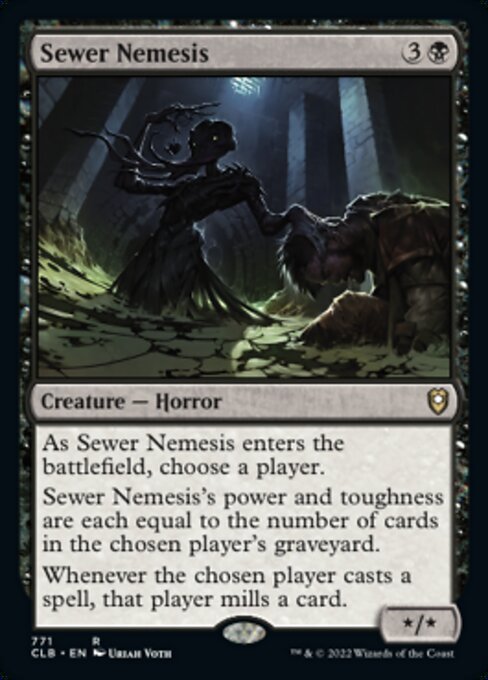 Sewer Nemesis 3
Creature — Horror
As Sewer Nemesis enters the
battlefield, choose a player.
Sewer Nemesis's power and toughness
are each equal to the number of cards
in the chosen player's graveyard.
Whenever the chosen player casts a
spell, that player mills a card.
*/*
771 R
CLB • EN Uriah Voth
™ & © 2022 Wizards of the Coast